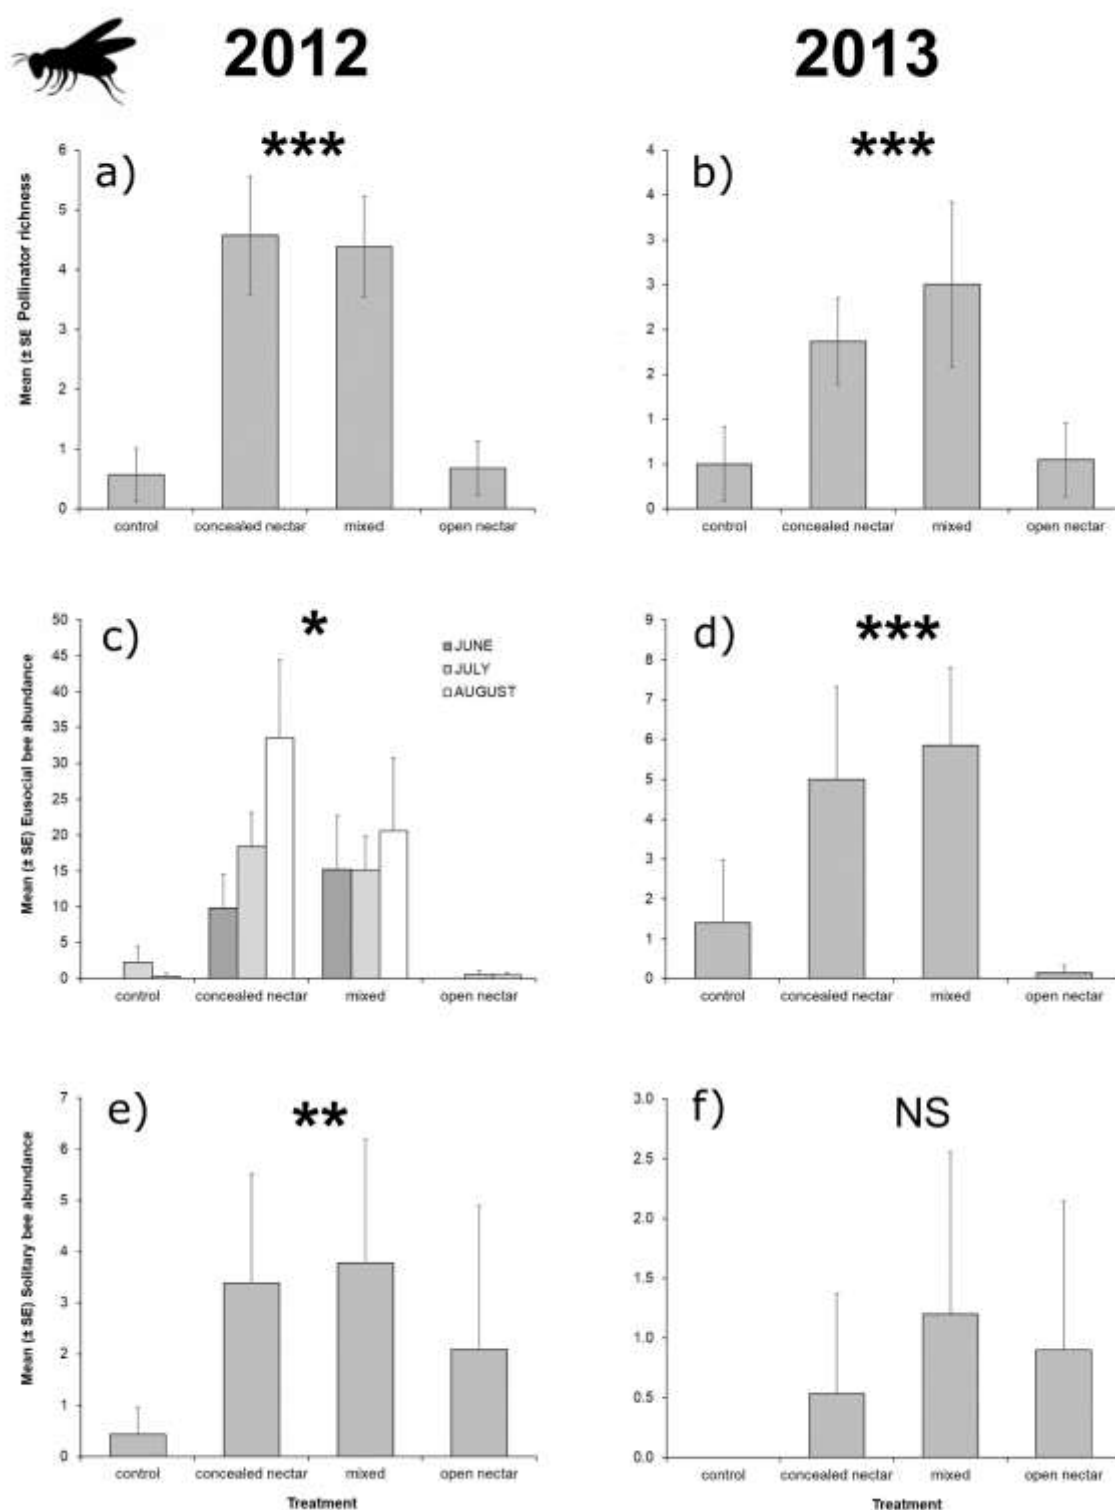 2012
2013
a)
***
Mean (± SE Pollinator richness
6
5
4
3
2
1
0
control
concealed nectar
mixed
open nectar
b)
***
4
4
3
3
2
2
1
1
0
control
concealed nectar
mixed
open nectar
c)
*
JUNE
JULY
AUGUST
Mean (± SE) Eusocial bee abundance
50
45
40
35
30
25
20
15
10
5
0
control
concealed nectar
mixed
open nectar
d)
***
9
8
7
6
5
4
3
2
1
0
control
concealed nectar
mixed
open nectar
e)
**
Mean (± SE) Solitary bee abundance
7
6
5
4
3
2
1
0
control
concealed nectar
mixed
open nectar
Treatment
f)
NS
3.0
2.5
2.0
1.5
1.0
0.5
0.0
control
concealed nectar
mixed
open nectar
Treatment